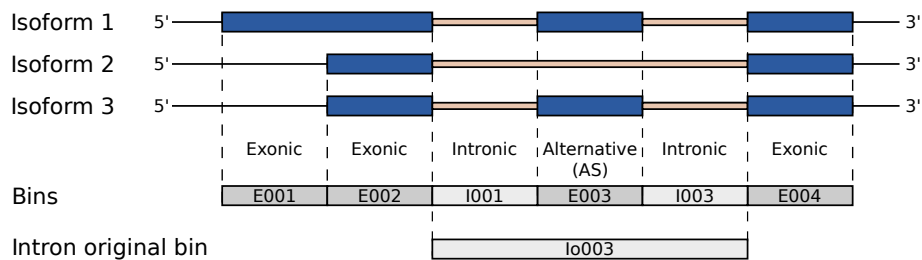 Isoform 1 5' 3'
Isoform 2 5' 3'
Isoform 3 5' 3'
Exonic Exonic Intronic Alternative Intronic Exonic
(AS)
Bins E001 E002 I001 E003 I003 E004
Intron original bin Io003